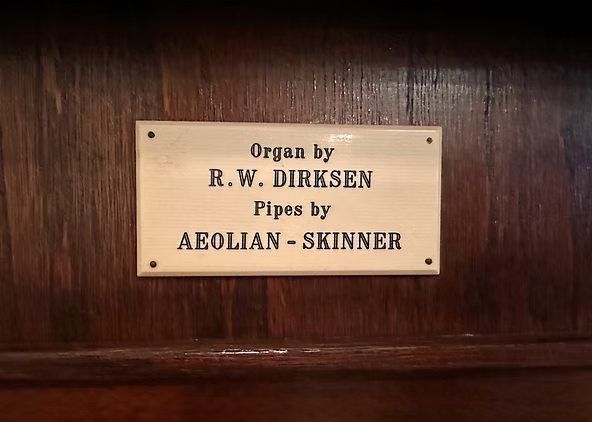 Organ by
R. W. DIRKSEN
Pipes by
AEOLIAN - SKINNER